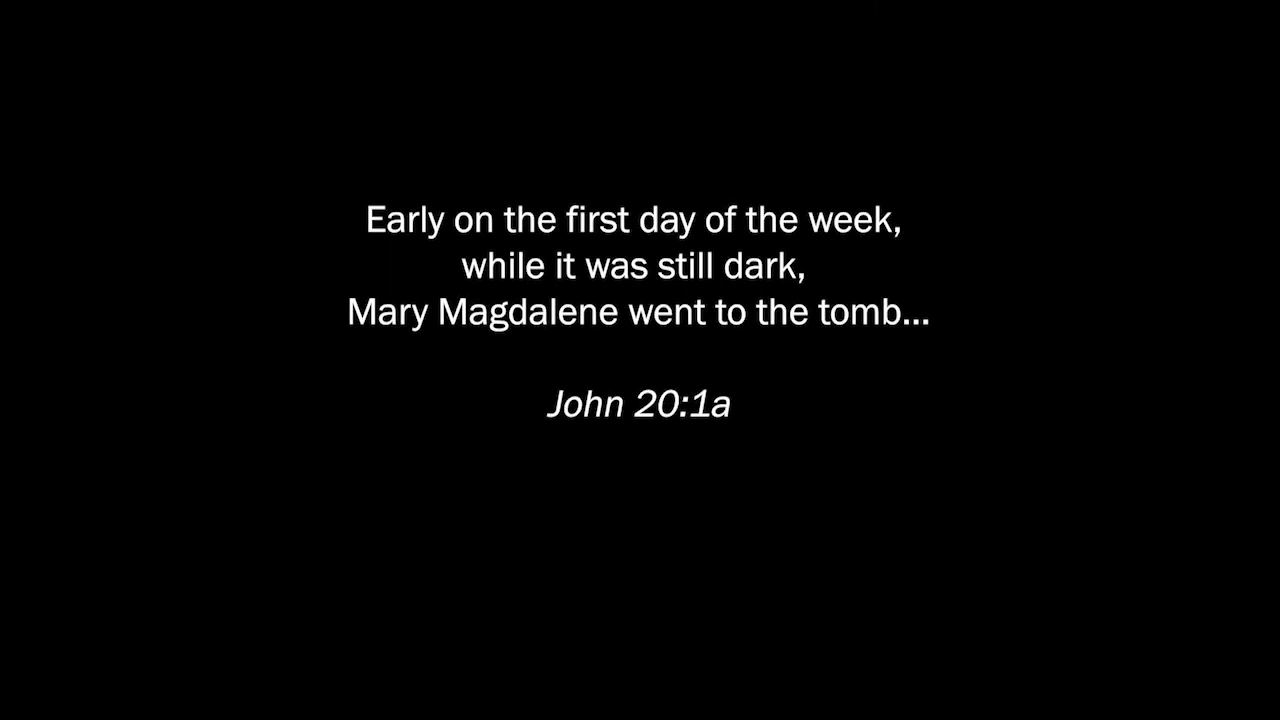 Early on the first day of the week,
while it was still dark,
Mary Magdalene went to the tomb...
John 20:1a